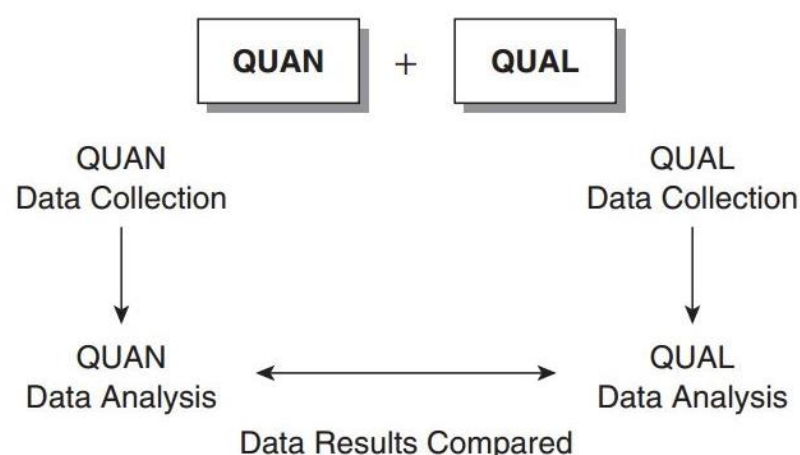 QUAN + QUAL
QUAN
Data Collection
QUAL
Data Collection
QUAN
Data Analysis
QUAL
Data Analysis
Data Results Compared